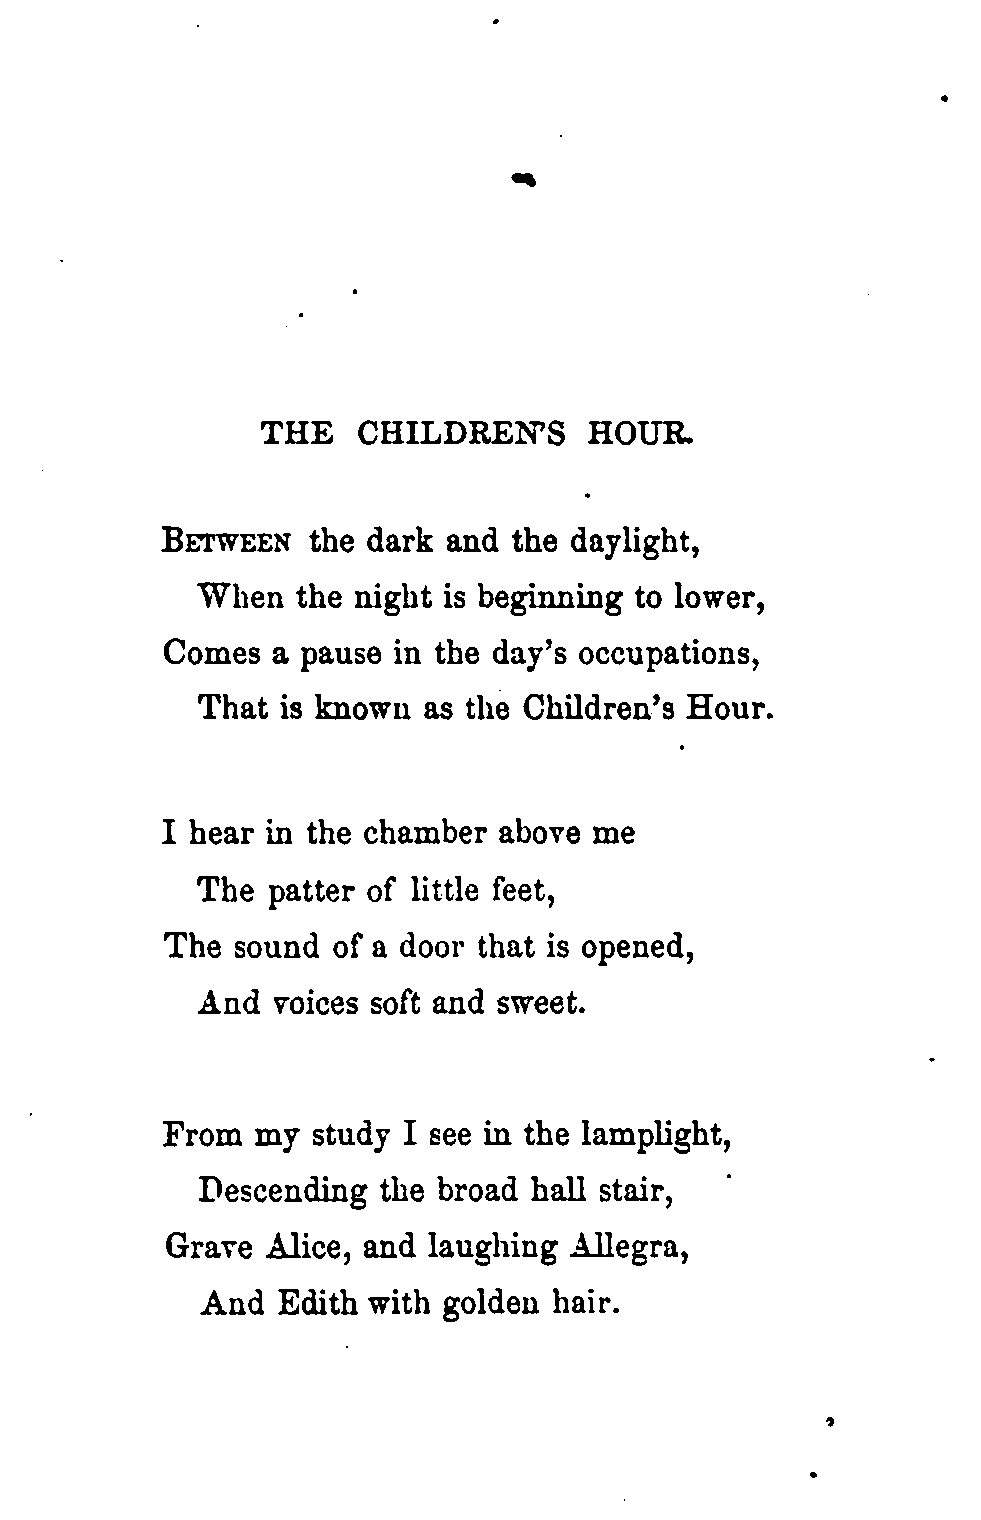 THE CHILDREN'S HOUR.
BETWEEN the dark and the daylight,
When the night is beginning to lower,
Comes a pause in the day's occupations,
That is known as the Children's Hour.
I hear in the chamber above me
The patter of little feet,
The sound of a door that is opened,
And voices soft and sweet.
From my study I see in the lamplight,
Descending the broad hall stair,
Grave Alice, and laughing Allegra,
And Edith with golden hair.